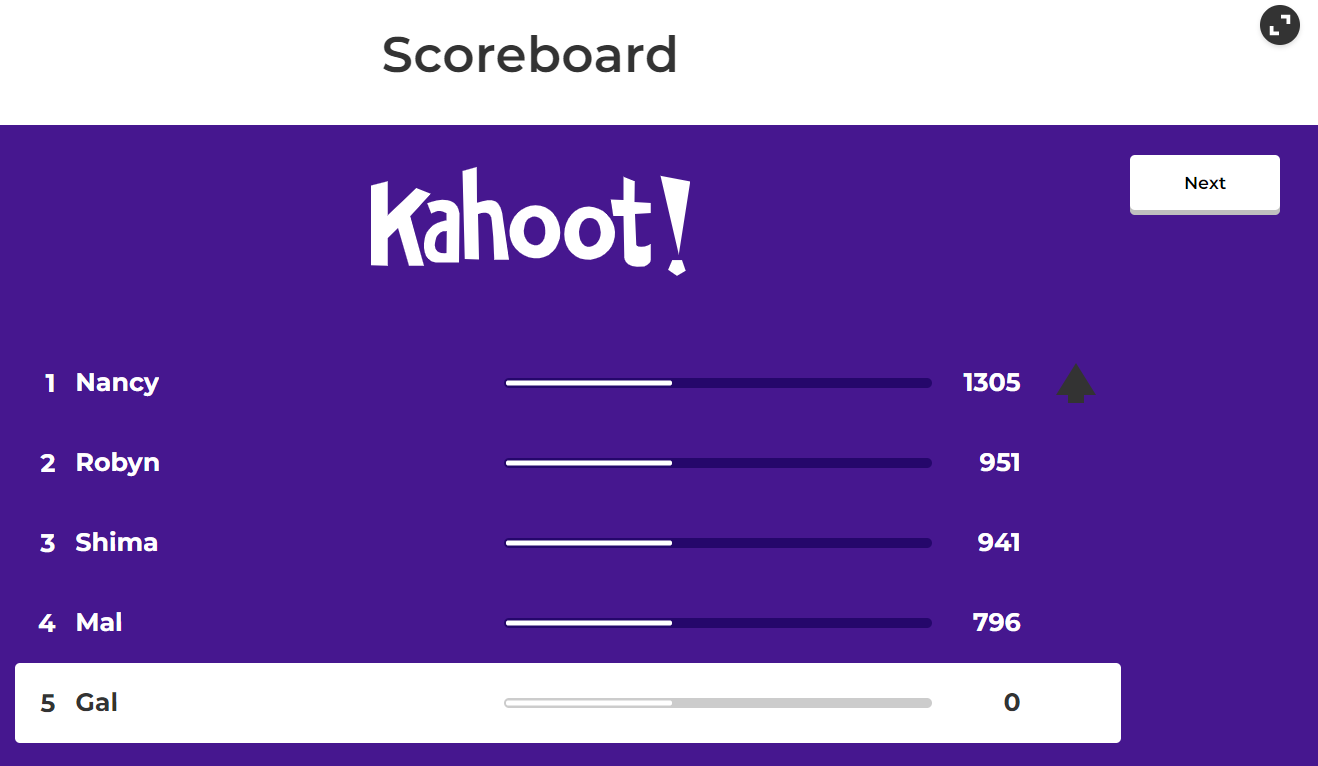 Scoreboard
Next
Kahoot!
1 Nancy 1305
2 Robyn 951
3 Shima 941
4 Mal 796
5 Gal 0